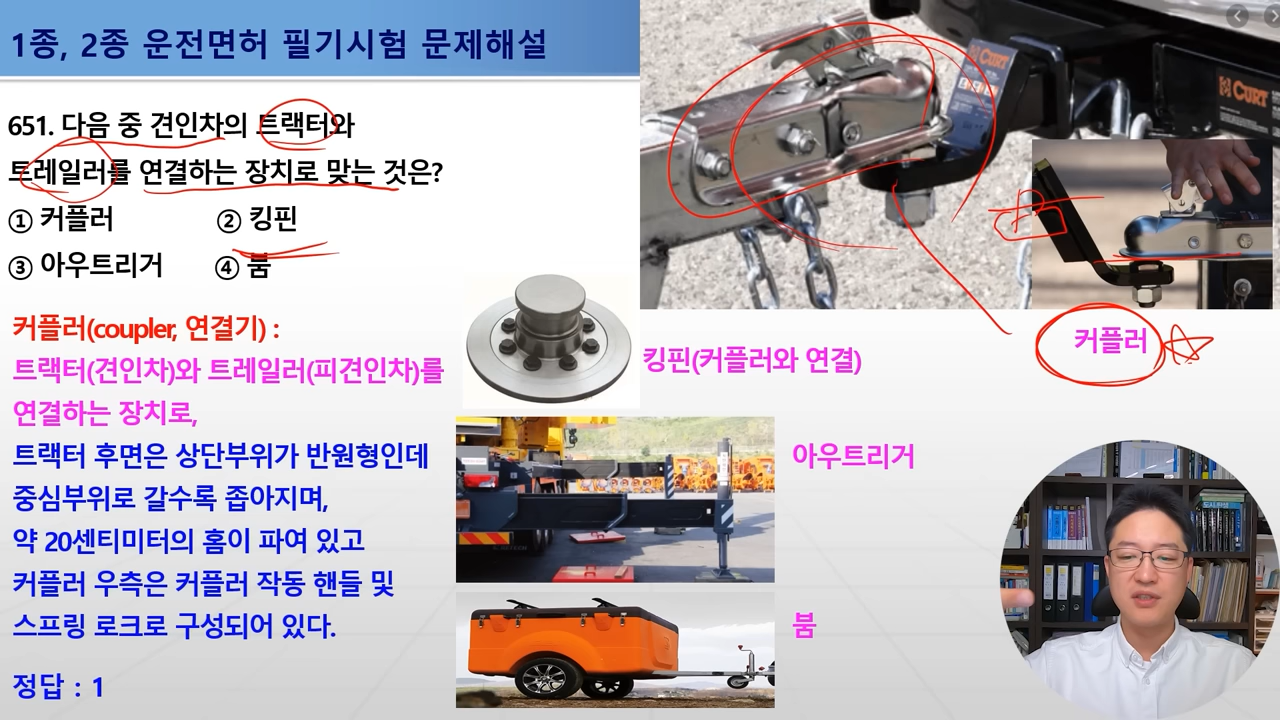 1종, 2종 운전면허 필기시험 문제해설
651. 다음 중 견인차의 트랙터와
트레일러를 연결하는 장치로 맞는 것은?
① 커플러 ② 킹핀
③ 아우트리거 ④ 붐
커플러(coupler, 연결기) :
트랙터(견인차)와 트레일러(피견인차)를
연결하는 장치로,
트랙터 후면은 상단부위가 반원형인데
중심부위로 갈수록 좁아지며,
약 20센티미터의 홈이 파여 있고
커플러 우측은 커플러 작동 핸들 및
스프링 로크로 구성되어 있다.
정답 : 1
CURT
CURT
커플러
킹핀(커플러와 연결)
아우트리거
붐